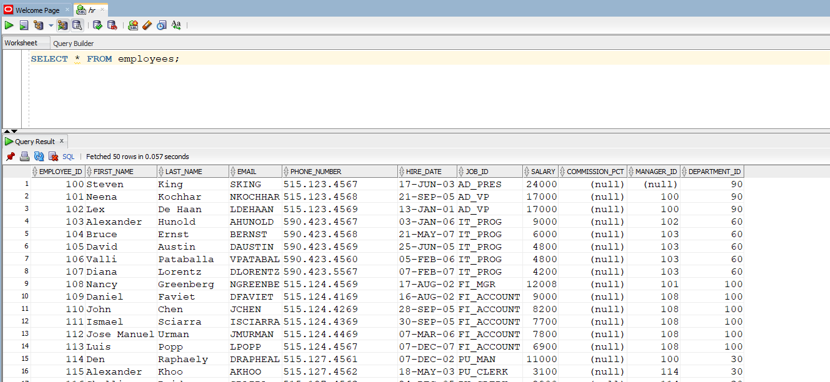 Welcome Page hr
Worksheet Query Builder
SELECT * FROM employees;
Query Result x
SQL Fetched 50 rows in 0.057 seconds
EMPLOYEE_ID FIRST_NAME LAST_NAME EMAIL PHONE_NUMBER HIRE_DATE JOB_ID SALARY COMMISSION_PCT MANAGER_ID DEPARTMENT_ID
1 100 Steven King SKING 515.123.4567 17-JUN-03 AD_PRES 24000 (null) (null) 90
2 101 Neena Kochhar NKOCHHAR 515.123.4568 21-SEP-05 AD_VP 17000 (null) 100 90
3 102 Lex De Haan LDEHAAN 515.123.4569 13-JAN-01 AD_VP 17000 (null) 100 90
4 103 Alexander Hunold AHUNOLD 590.423.4567 03-JAN-06 IT_PROG 9000 (null) 102 60
5 104 Bruce Ernst BERNST 590.423.4568 21-MAY-07 IT_PROG 6000 (null) 103 60
6 105 David Austin DAUSTIN 590.423.4569 25-JUN-05 IT_PROG 4800 (null) 103 60
7 106 Valli Pataballa VPATABAL 590.423.4560 05-FEB-06 IT_PROG 4800 (null) 103 60
8 107 Diana Lorentz DLORENTZ 590.423.5567 07-FEB-07 IT_PROG 4200 (null) 103 60
9 108 Nancy Greenberg NGREENBE 515.124.4569 17-AUG-02 FI_MGR 12008 (null) 101 100
10 109 Daniel Faviet DFAVIET 515.124.4169 16-AUG-02 FI_ACCOUNT 9000 (null) 108 100
11 110 John Chen JCHEN 515.124.4269 28-SEP-05 FI_ACCOUNT 8200 (null) 108 100
12 111 Ismael Sciarra ISCIARRA 515.124.4369 30-SEP-05 FI_ACCOUNT 7700 (null) 108 100
13 112 Jose Manuel Urman JMURMAN 515.124.4469 07-MAR-06 FI_ACCOUNT 7800 (null) 108 100
14 113 Luis Popp LPOPP 515.124.4567 07-DEC-07 FI_ACCOUNT 6900 (null) 108 100
15 114 Den Raphaely DRAPHEAL 515.127.4561 07-DEC-02 PU_MAN 11000 (null) 100 30
16 115 Alexander Khoo AKHOO 515.127.4562 18-MAY-03 PU_CLERK 3100 (null) 114 30